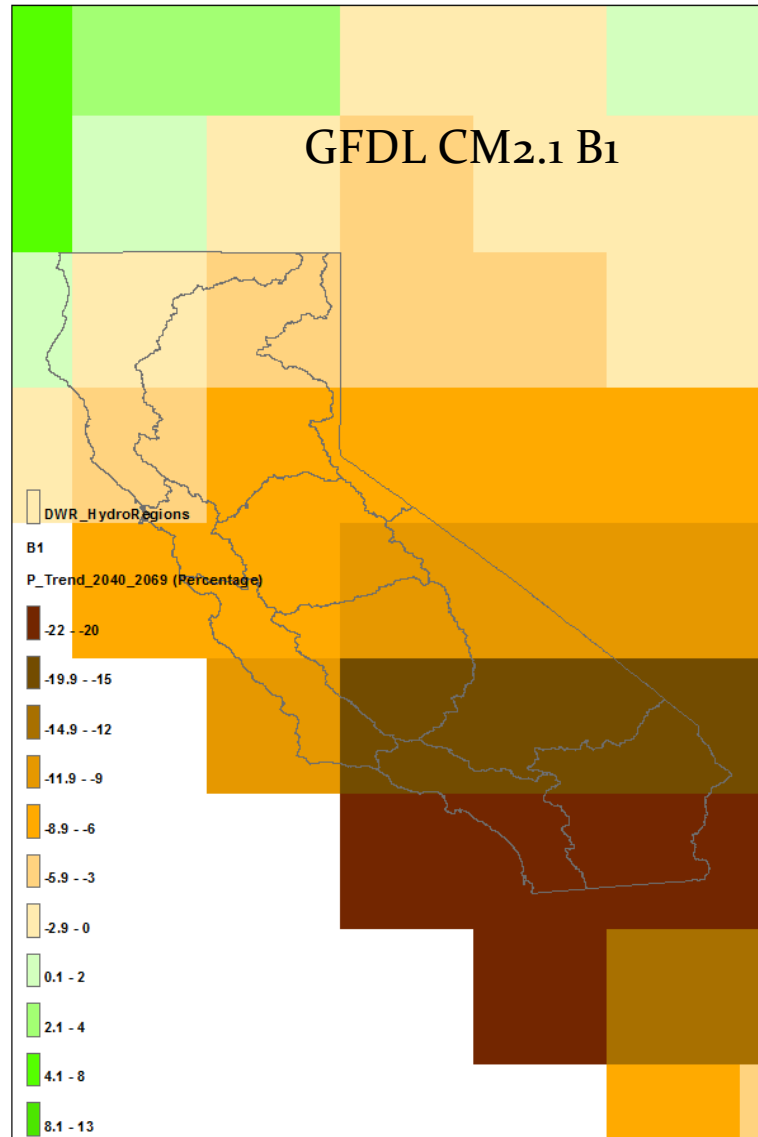 GFDL CM2.1 B1
DWR_HydroRegions
B1
P_Trend_2040_2069 (Percentage)
-22 - -20
-19.9 - -15
-14.9 - -12
-11.9 - -9
-8.9 - -6
-5.9 - -3
-2.9 - 0
0.1 - 2
2.1 - 4
4.1 - 8
8.1 - 13